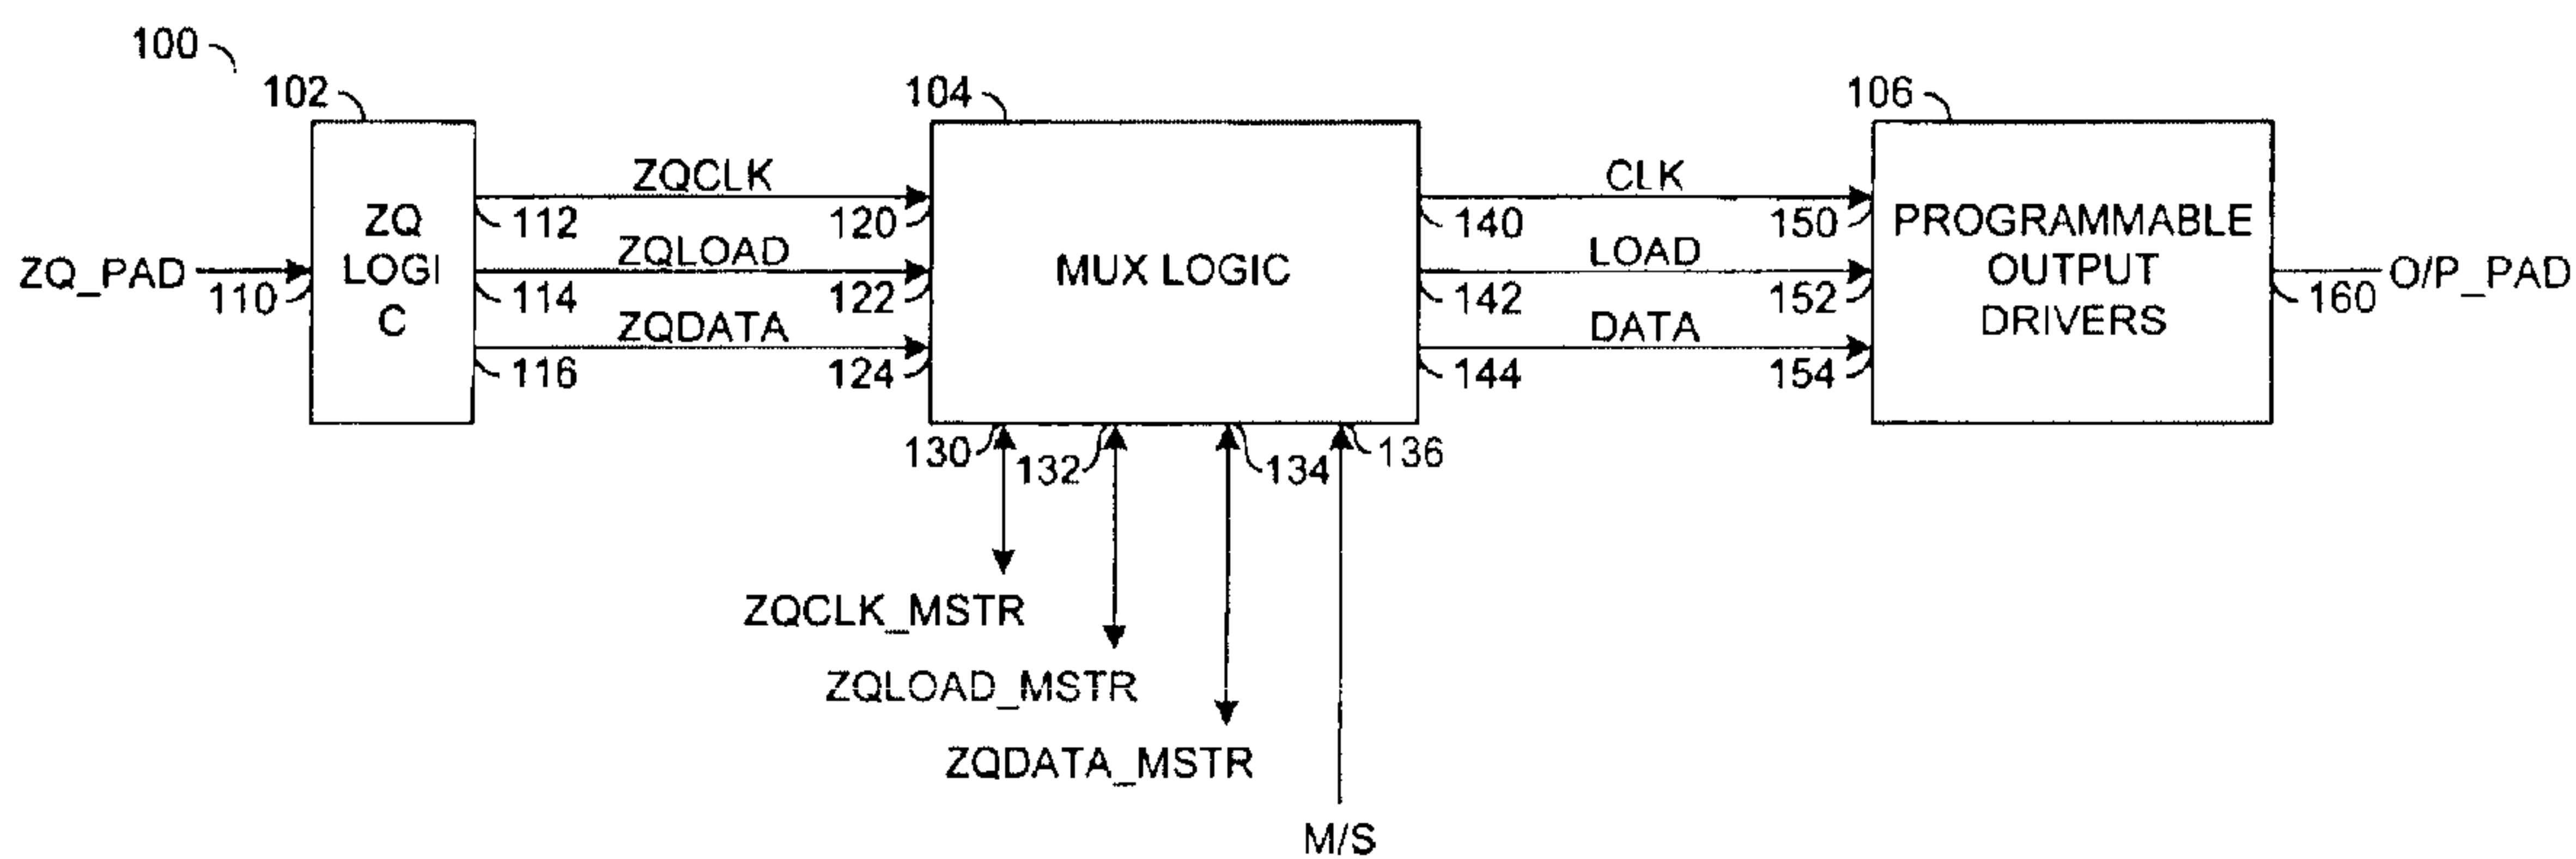 100
102
104
106
ZQCLK
CLK
112
120
140
150
ZQ
LOGI
C
PROGRAMMABLE
OUTPUT
DRIVERS
ZQ_PAD
110
ZQLOAD
MUX LOGIC
LOAD
O/P_PAD
114
122
142
152
160
ZQDATA
DATA
116
124
144
154
130
132
134
136
ZQCLK_MSTR
ZQLOAD_MSTR
ZQDATA_MSTR
M/S